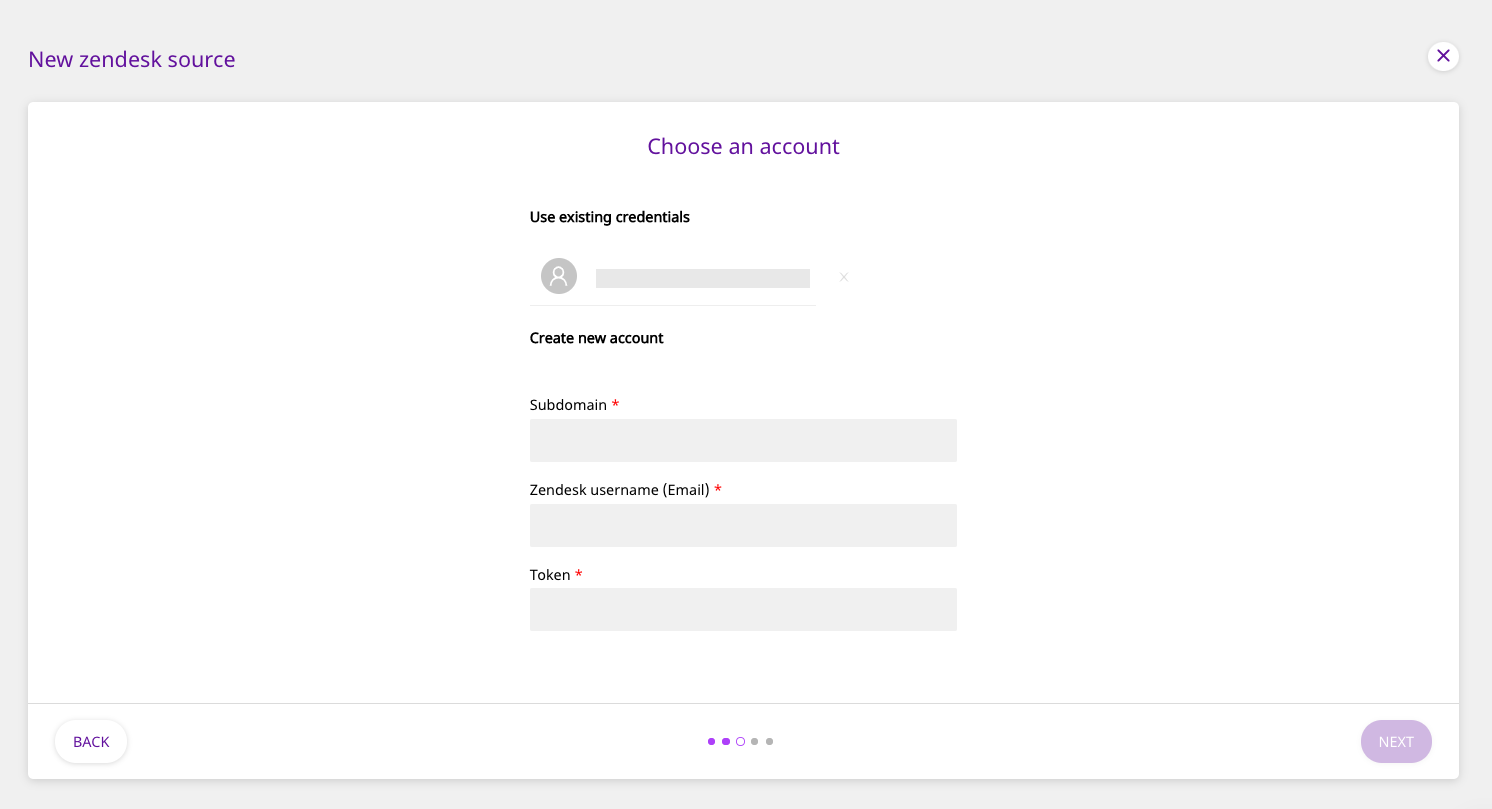 New zendesk source
Choose an account
Use existing credentials
Create new account
Subdomain *
Zendesk username (Email) *
Token *
BACK
NEXT